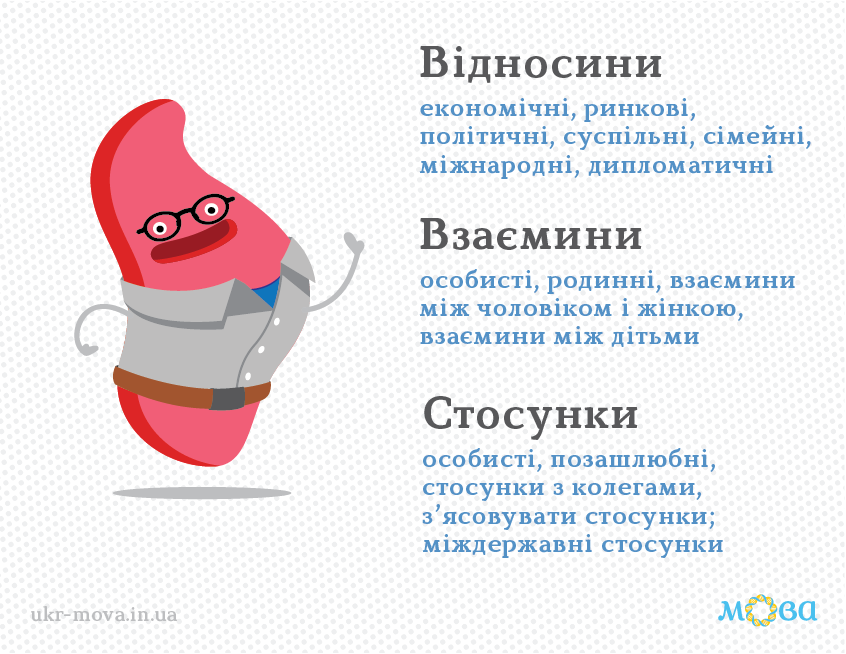 Відносини
економічні, ринкові,
політичні, суспільні, сімейні,
міжнародні, дипломатичні
Взаємини
особисті, родинні, взаємини
між чоловіком і жінкою,
взаємини між дітьми
Стосунки
особисті, позашлюбні,
стосунки з колегами,
з’ясовувати стосунки;
міждержавні стосунки
ukr-mova.in.ua
мова